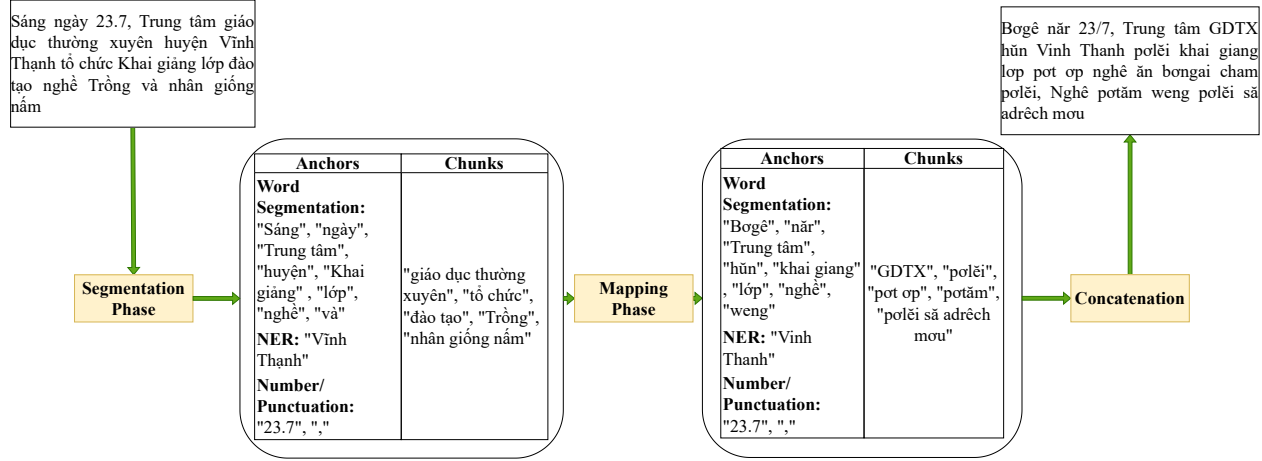 Sáng ngày 23.7, Trung tâm giáo
dục thường xuyên huyện Vĩnh
Thạnh tổ chức Khai giảng lớp đào
tạo nghề Trồng và nhân giống
nấm
Segmentation
Phase
Anchors
Word
Segmentation:
"Sáng", "ngày",
"Trung tâm",
"huyện", "Khai
giảng" , "lớp",
"nghề", "và"
NER: "Vĩnh
Thạnh"
Number/
Punctuation:
"23.7", ","
Chunks
"giáo dục thường
xuyên", "tổ chức",
"đào tạo", "Trồng",
"nhân giống nấm"
Mapping
Phase
Anchors
Word
Segmentation:
"Bơgê", "năr",
"Trung tâm",
"hŭn", "khai giang"
, "lớp", "nghề",
"weng"
NER: "Vinh
Thanh"
Number/
Punctuation:
"23.7", ","
Chunks
"GDTX", "pơlĕi",
"pơt ơp", "pơtăm",
"pơlĕi să adrêch
mơu"
Concatenation
Bơgê năr 23/7, Trung tâm GDTX
hŭn Vinh Thanh pơlĕi khai giang
lơp pơt ơp nghê ăn bơngai cham
pơlĕi, Nghê pơtăm weng pơlĕi să
adrêch mơu